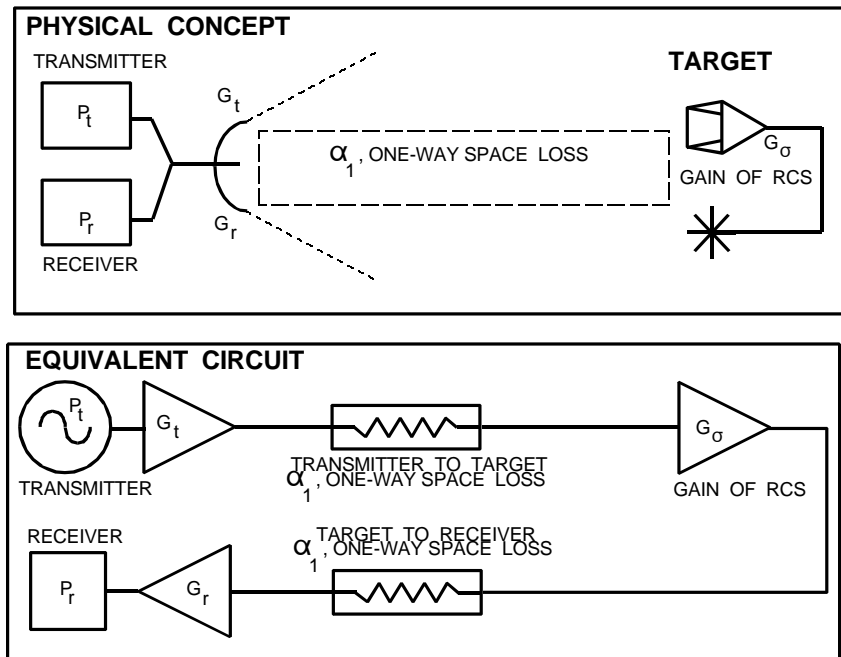 PHYSICAL CONCEPT
TRANSMITTER
TARGET
Pt
Gt
α1, ONE-WAY SPACE LOSS
Gσ
GAIN OF RCS
Pr
Gr
RECEIVER
EQUIVALENT CIRCUIT
Pt
Gt
Gσ
TRANSMITTER
TRANSMITTER TO TARGET
α1, ONE-WAY SPACE LOSS
GAIN OF RCS
RECEIVER
TARGET TO RECEIVER
α1, ONE-WAY SPACE LOSS
Pr
Gr